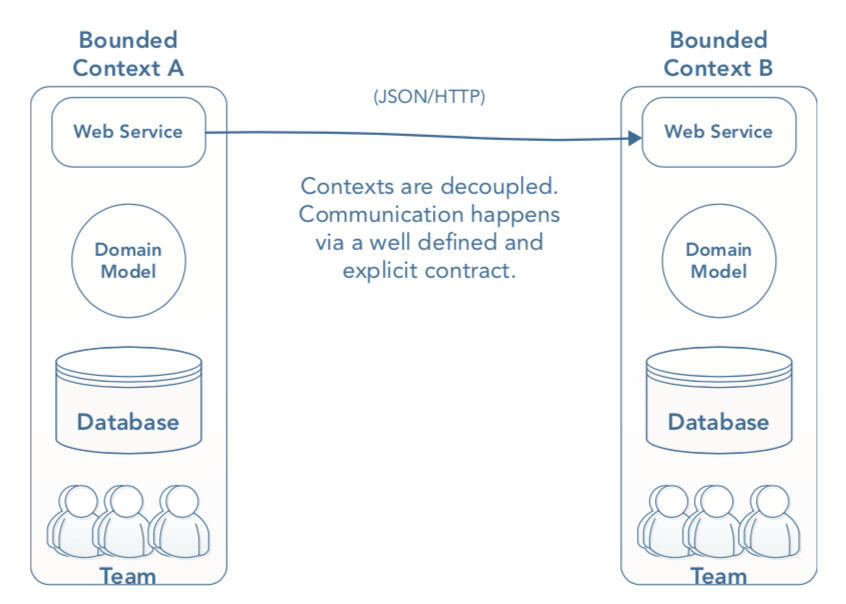 Bounded
Context A
Bounded
Context B
(JSON/HTTP)
Web Service
Web Service
Contexts are decoupled.
Communication happens
via a well defined and
explicit contract.
Domain
Model
Domain
Model
Database
Database
Team
Team